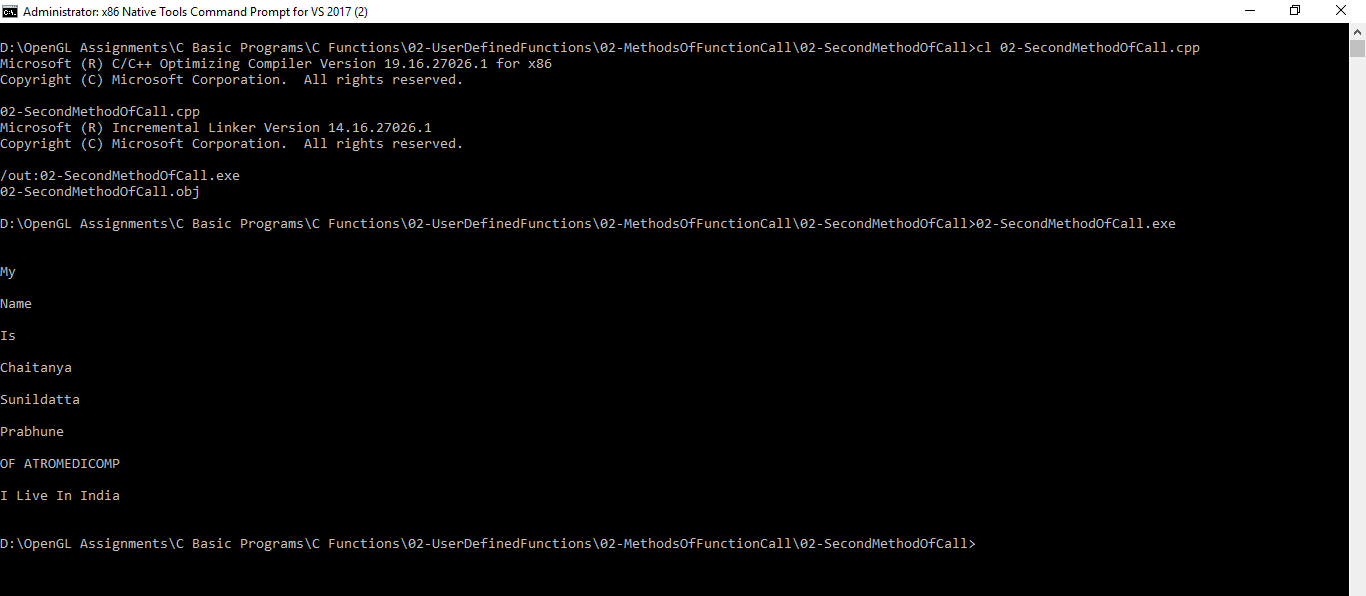 Administrator: x86 Native Tools Command Prompt for VS 2017 (2)
D:\OpenGL Assignments\C Basic Programs\C Functions\02-UserDefinedFunctions\02-MethodsOfFunctionCall\02-SecondMethodOfCall>cl 02-SecondMethodOfCall.cpp
Microsoft (R) C/C++ Optimizing Compiler Version 19.16.27026.1 for x86
Copyright (C) Microsoft Corporation.  All rights reserved.
02-SecondMethodOfCall.cpp
Microsoft (R) Incremental Linker Version 14.16.27026.1
Copyright (C) Microsoft Corporation.  All rights reserved.
/out:02-SecondMethodOfCall.exe
02-SecondMethodOfCall.obj
D:\OpenGL Assignments\C Basic Programs\C Functions\02-UserDefinedFunctions\02-MethodsOfFunctionCall\02-SecondMethodOfCall>02-SecondMethodOfCall.exe
My
Name
Is
Chaitanya
Sunildatta
Prabhune
OF ATROMEDICOMP
I Live In India
D:\OpenGL Assignments\C Basic Programs\C Functions\02-UserDefinedFunctions\02-MethodsOfFunctionCall\02-SecondMethodOfCall>